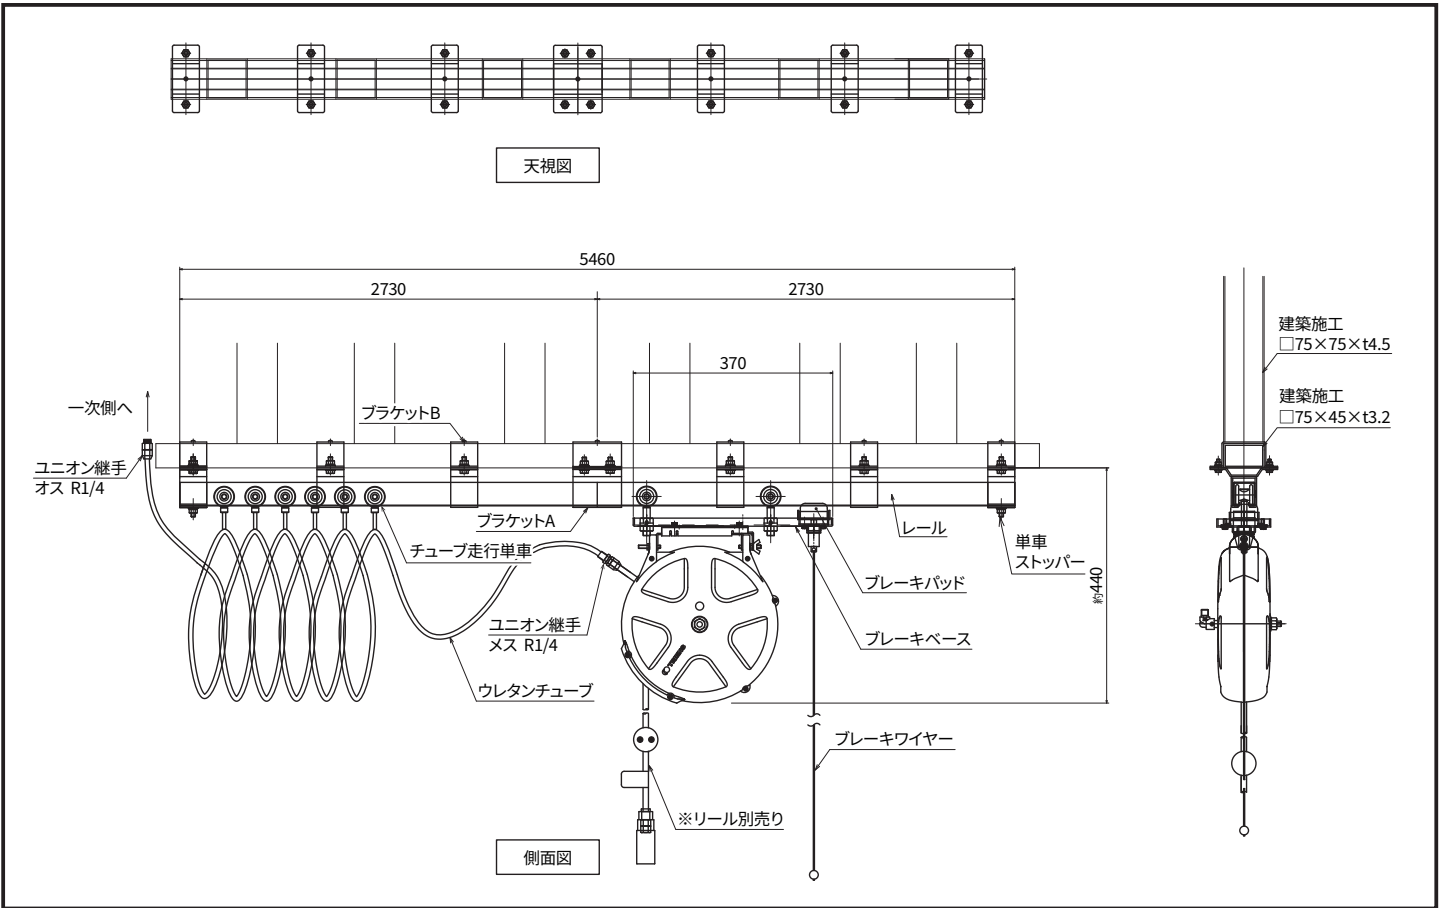 天視図
5460
2730
2730
370
建築施工
□75×75×t4.5
建築施工
□75×45×t3.2
一次側へ
ブラケットB
ユニオン継手
オス R1/4
ブラケットA
レール
チューブ走行単車
単車
ストッパー
ブレーキパッド
約440
ユニオン継手
メス R1/4
ブレーキベース
ウレタンチューブ
ブレーキワイヤー
※リール別売り
側面図